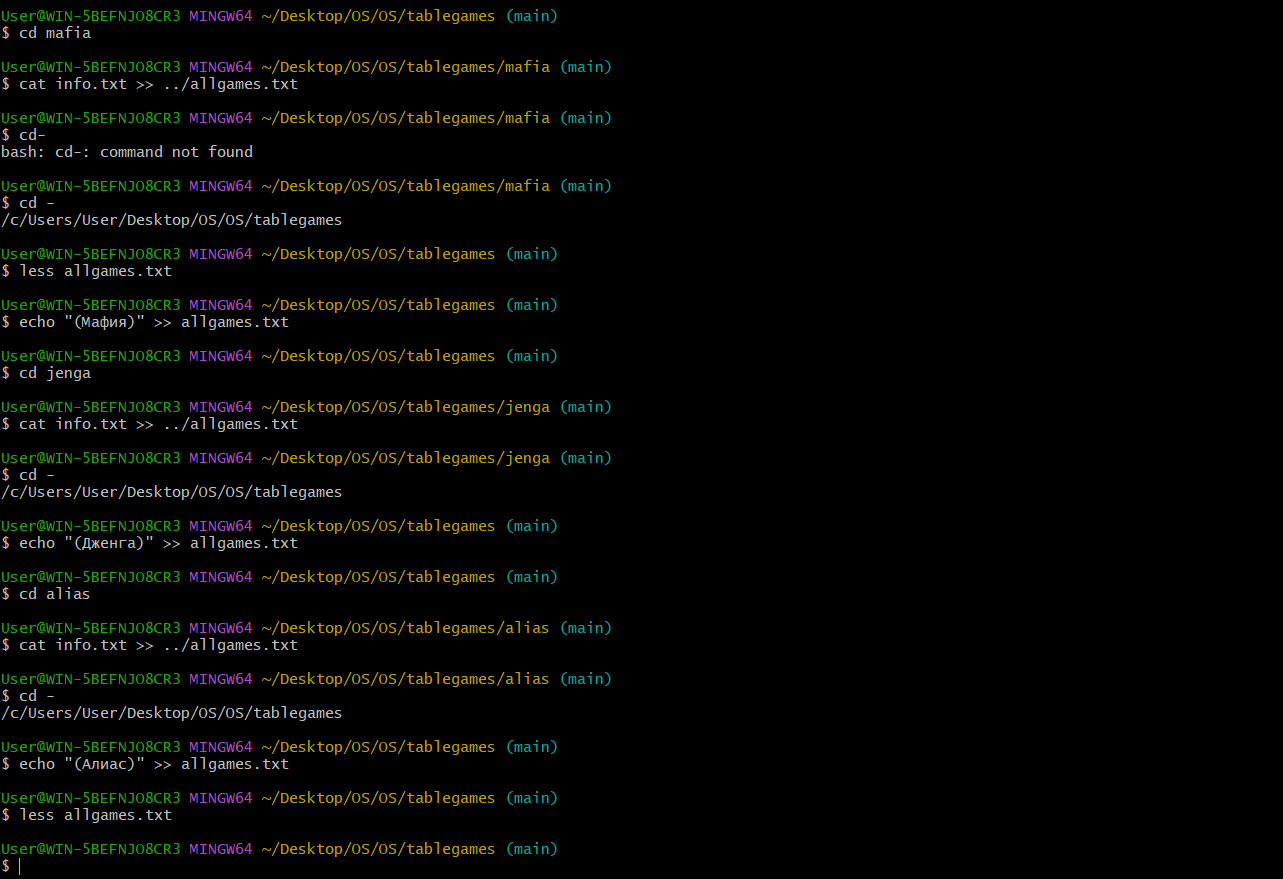 User@WIN-5BEFNJO8CR3 MINGW64 ~/Desktop/OS/OS/tablegames (main)
$ cd mafia
User@WIN-5BEFNJO8CR3 MINGW64 ~/Desktop/OS/OS/tablegames/mafia (main)
$ cat info.txt >> ../allgames.txt
User@WIN-5BEFNJO8CR3 MINGW64 ~/Desktop/OS/OS/tablegames/mafia (main)
$ cd-
bash: cd-: command not found
User@WIN-5BEFNJO8CR3 MINGW64 ~/Desktop/OS/OS/tablegames/mafia (main)
$ cd -
/c/Users/User/Desktop/OS/OS/tablegames
User@WIN-5BEFNJO8CR3 MINGW64 ~/Desktop/OS/OS/tablegames (main)
$ less allgames.txt
User@WIN-5BEFNJO8CR3 MINGW64 ~/Desktop/OS/OS/tablegames (main)
$ echo "(Мафия)" >> allgames.txt
User@WIN-5BEFNJO8CR3 MINGW64 ~/Desktop/OS/OS/tablegames (main)
$ cd jenga
User@WIN-5BEFNJO8CR3 MINGW64 ~/Desktop/OS/OS/tablegames/jenga (main)
$ cat info.txt >> ../allgames.txt
User@WIN-5BEFNJO8CR3 MINGW64 ~/Desktop/OS/OS/tablegames/jenga (main)
$ cd -
/c/Users/User/Desktop/OS/OS/tablegames
User@WIN-5BEFNJO8CR3 MINGW64 ~/Desktop/OS/OS/tablegames (main)
$ echo "(Дженга)" >> allgames.txt
User@WIN-5BEFNJO8CR3 MINGW64 ~/Desktop/OS/OS/tablegames (main)
$ cd alias
User@WIN-5BEFNJO8CR3 MINGW64 ~/Desktop/OS/OS/tablegames/alias (main)
$ cat info.txt >> ../allgames.txt
User@WIN-5BEFNJO8CR3 MINGW64 ~/Desktop/OS/OS/tablegames/alias (main)
$ cd -
/c/Users/User/Desktop/OS/OS/tablegames
User@WIN-5BEFNJO8CR3 MINGW64 ~/Desktop/OS/OS/tablegames (main)
$ echo "(Алиас)" >> allgames.txt
User@WIN-5BEFNJO8CR3 MINGW64 ~/Desktop/OS/OS/tablegames (main)
$ less allgames.txt
User@WIN-5BEFNJO8CR3 MINGW64 ~/Desktop/OS/OS/tablegames (main)
$